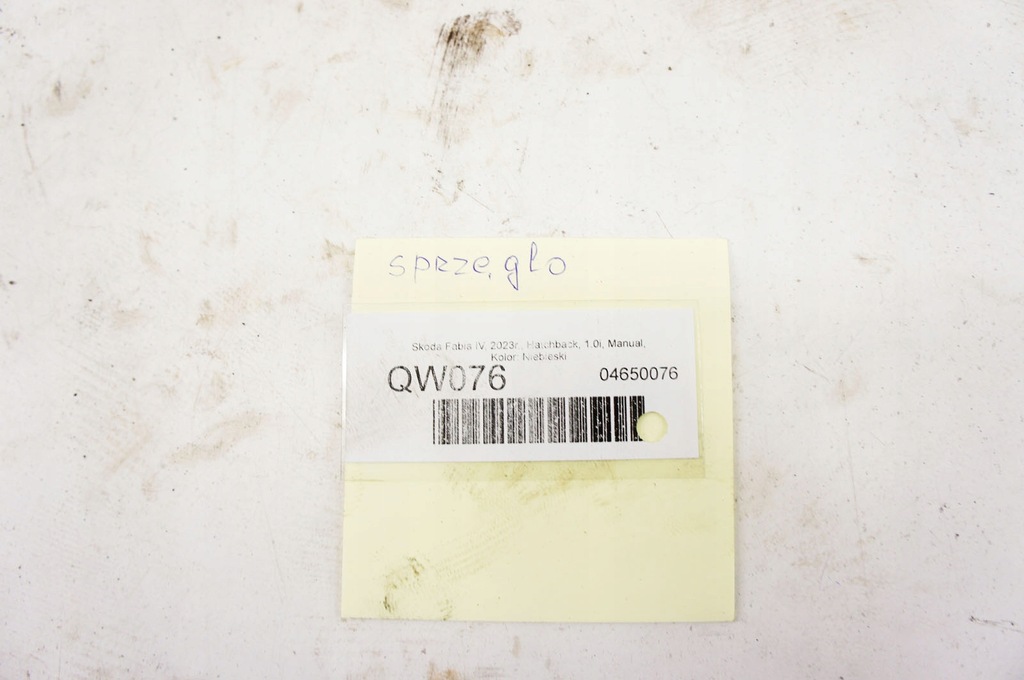 sprzęgło
Skoda Fabia IV, 2023r., Hatchback, 1.0i, Manual,
Kolor: Niebieski
QW076 04650076